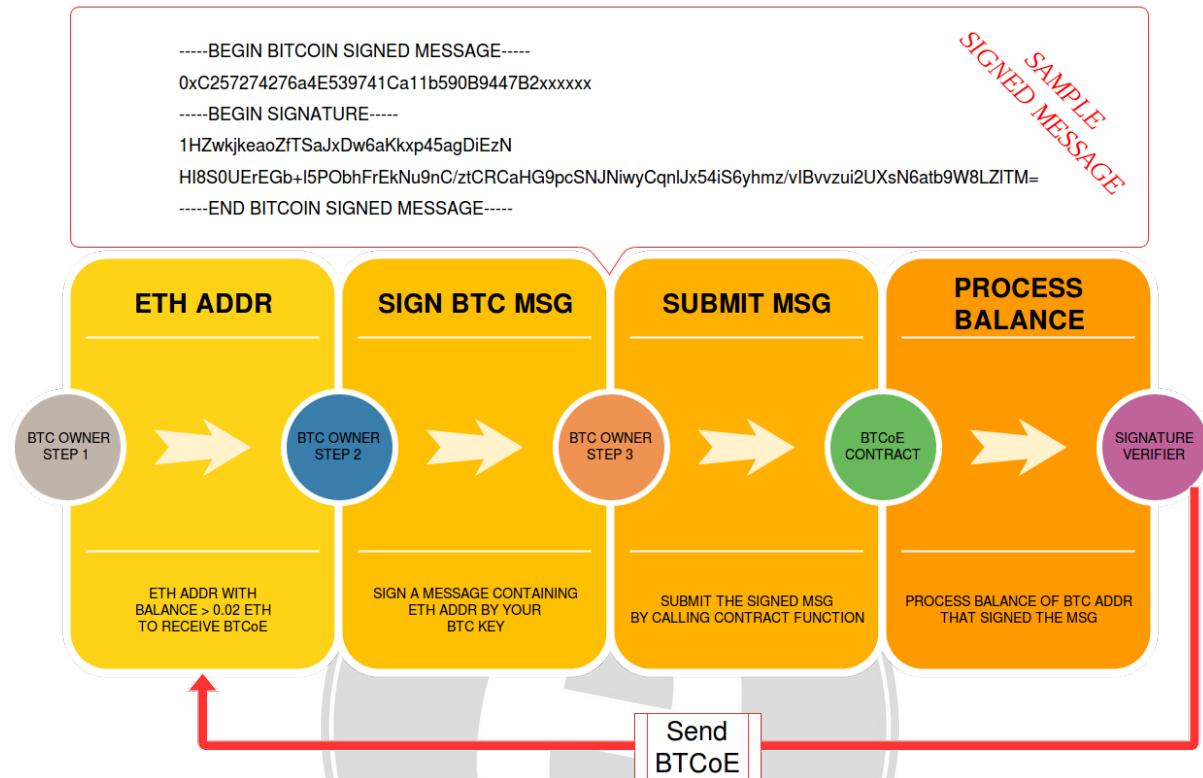 -----BEGIN BITCOIN SIGNED MESSAGE-----
0xC257274276a4E539741Ca11b590B9447B2xxxxxx
-----BEGIN SIGNATURE-----
1HZwkjkeaoZfTSaJxDw6aKkxp45agDiEzN
HI8S0UErEGb+I5PObhFrEkNu9nC/ztCRCaHG9pcSNJNiwyCqnlJx54iS6yhmz/vIBvvzui2UXsN6atb9W8LZlTM=
-----END BITCOIN SIGNED MESSAGE-----
SAMPLE
SIGNED MESSAGE
ETH ADDR
SIGN BTC MSG
SUBMIT MSG
PROCESS
BALANCE
BTC OWNER
STEP 1
BTC OWNER
STEP 2
BTC OWNER
STEP 3
BTCoE
CONTRACT
SIGNATURE
VERIFIER
ETH ADDR WITH
BALANCE > 0.02 ETH
TO RECEIVE BTCoE
SIGN A MESSAGE CONTAINING
ETH ADDR BY YOUR
BTC KEY
SUBMIT THE SIGNED MSG
BY CALLING CONTRACT FUNCTION
PROCESS BALANCE OF BTC ADDR
THAT SIGNED THE MSG
Send
BTCoE